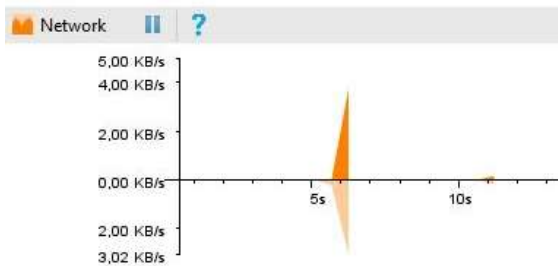 Network ?
5,00 KB/s
4,00 KB/s
2,00 KB/s
0,00 KB/s
5s 10s
2,00 KB/s
3,02 KB/s